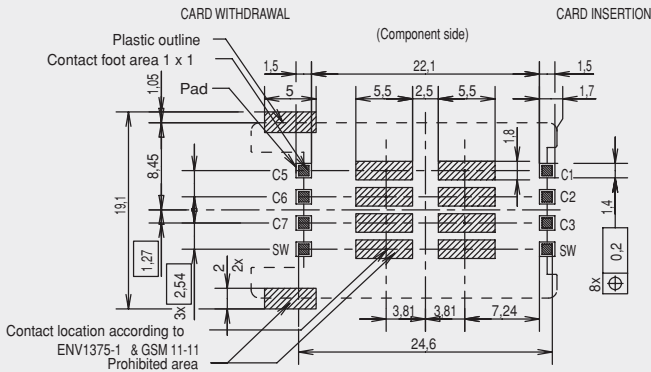 CARD WITHDRAWAL
CARD INSERTION
(Component side)
Plastic outline
Contact foot area 1 x 1
Pad
1,5
22,1
1,5
5
5,5
2,5
5,5
1,7
1,05
8,45
19,1
1,8
1,4
C5
C1
C6
C2
C7
C3
SW
SW
1,27
3x 2,54
2
2x
8x
0,2
3,81
3,81
7,24
24,6
Contact location according to
ENV1375-1 & GSM 11-11
Prohibited area